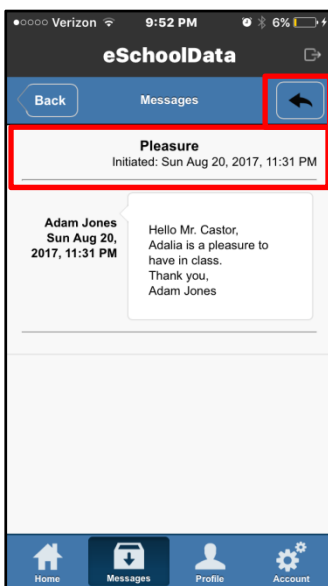 Verizon 9:52 PM 6%
eSchoolData
Back Messages
Pleasure
Initiated: Sun Aug 20, 2017, 11:31 PM
Adam Jones
Sun Aug 20,
2017, 11:31 PM
Hello Mr. Castor,
Adalia is a pleasure to
have in class.
Thank you,
Adam Jones
Home Messages Profile Account